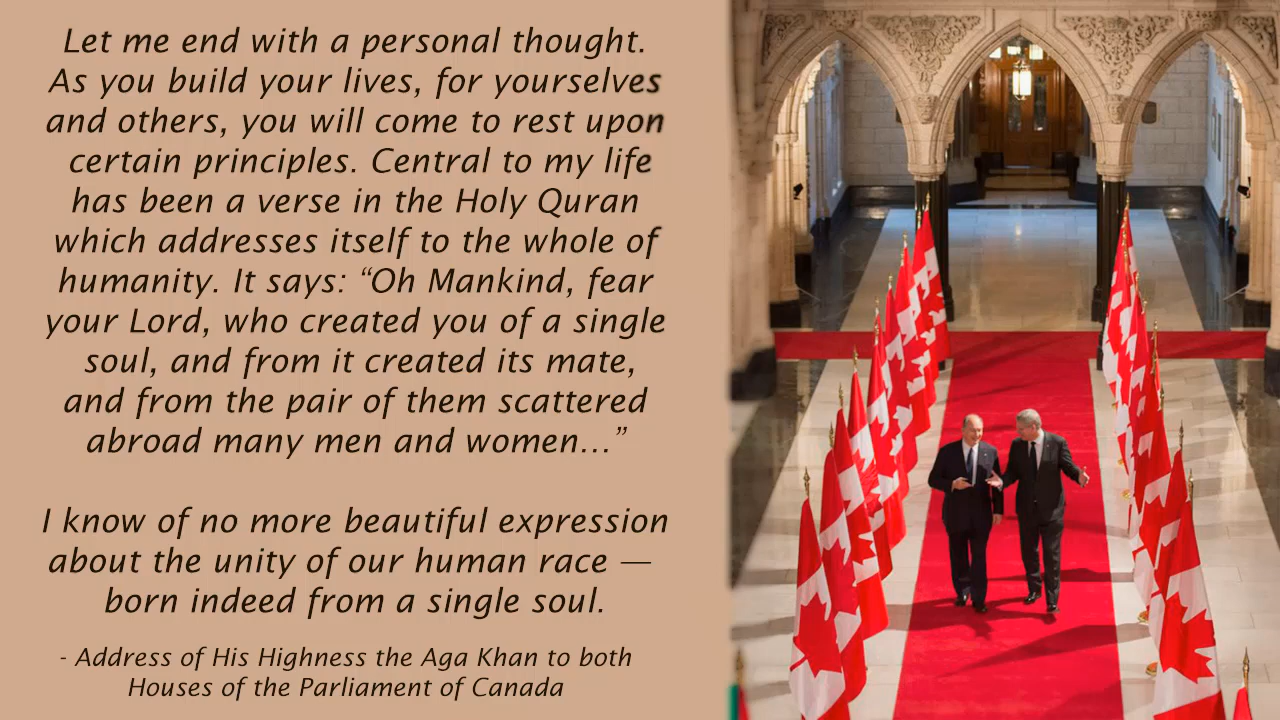 Let me end with a personal thought.
As you build your lives, for yourselves
and others, you will come to rest upon
certain principles. Central to my life
has been a verse in the Holy Quran
which addresses itself to the whole of
humanity. It says: “Oh Mankind, fear
your Lord, who created you of a single
soul, and from it created its mate,
and from the pair of them scattered
abroad many men and women...”
I know of no more beautiful expression
about the unity of our human race —
born indeed from a single soul.
- Address of His Highness the Aga Khan to both
Houses of the Parliament of Canada